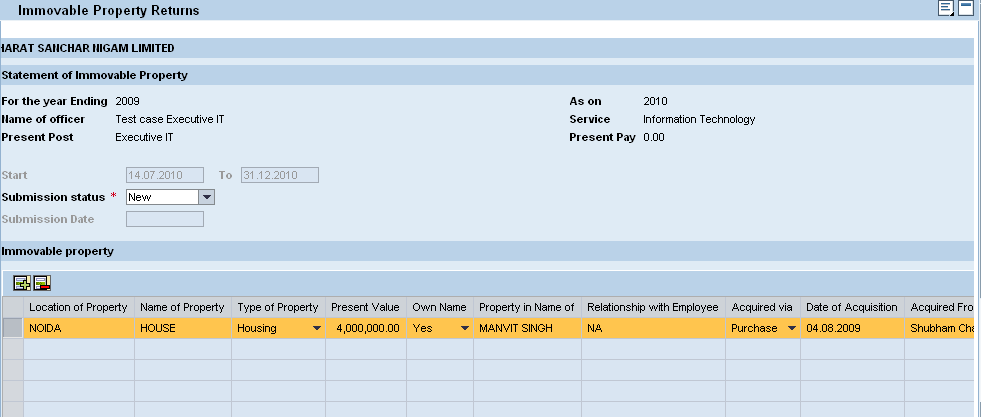 Immovable Property Returns
HARAT SANCHAR NIGAM LIMITED
Statement of Immovable Property
For the year Ending 2009 As on 2010
Name of officer Test case Executive IT Service Information Technology
Present Post Executive IT Present Pay 0.00
Start 14.07.2010 To 31.12.2010
Submission status * New
Submission Date
Immovable property
Location of Property Name of Property Type of Property Present Value Own Name Property in Name of Relationship with Employee Acquired via Date of Acquisition Acquired Fro
NOIDA HOUSE Housing 4,000,000.00 Yes MANVIT SINGH NA Purchase 04.08.2009 Shubham Cha